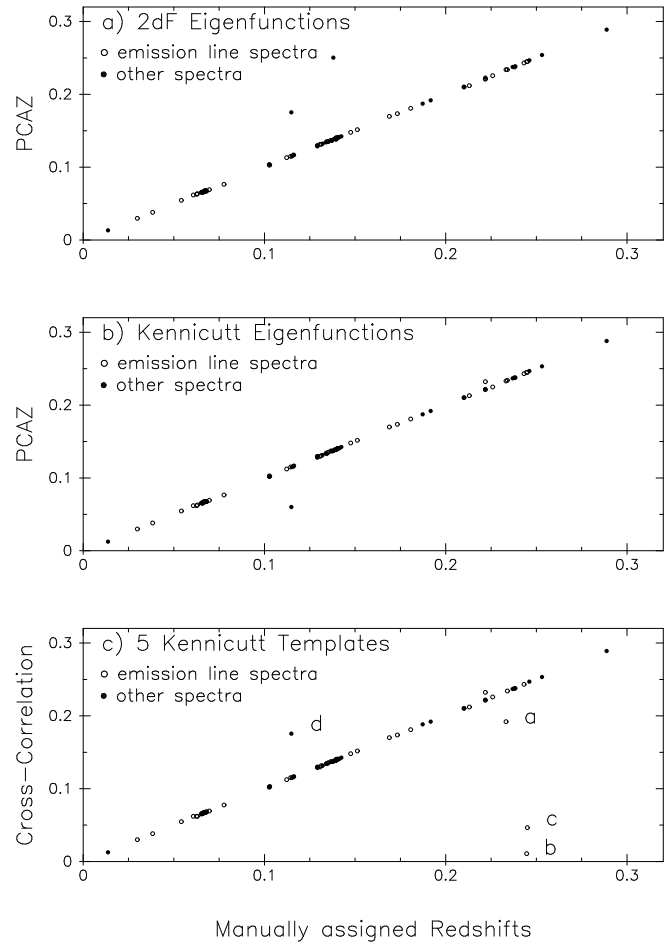 a) 2dF Eigenfunctions
emission line spectra
other spectra
0.3
0.2
0.1
0
PCAZ
0 0.1 0.2 0.3
b) Kennicutt Eigenfunctions
emission line spectra
other spectra
0.3
0.2
0.1
0
PCAZ
0 0.1 0.2 0.3
c) 5 Kennicutt Templates
emission line spectra
other spectra
d
a
c
b
0.3
0.2
0.1
0
Cross-Correlation
0 0.1 0.2 0.3
Manually assigned Redshifts